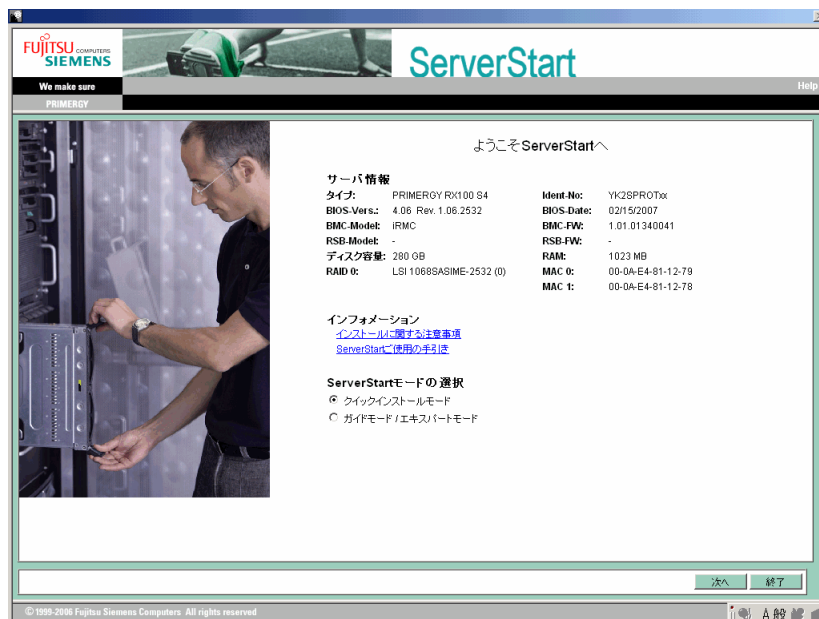 FUJITSU COMPUTERS
SIEMENS
ServerStart
We make sure
Help
PRIMERGY
ようこそServerStartへ
サーバ情報
タイプ: PRIMERGY RX100 S4 Ident-No: YK2SPROTxx
BIOS-Vers.: 4.06 Rev. 1.06.2532 BIOS-Date: 02/15/2007
BMC-Model: iRMC BMC-FW: 1.01.01340041
RSB-Model: - RSB-FW: -
ディスク容量: 280 GB RAM: 1023 MB
RAID 0: LSI 1068SASIME-2532 (0) MAC 0: 00-0A-E4-81-12-79
MAC 1: 00-0A-E4-81-12-78
インフォメーション
インストールに関する注意事項
ServerStartご使用の手引き
ServerStartモードの選択
クイックインストールモード
ガイドモード / エキスパートモード
次へ 終了
© 1999-2006 Fujitsu Siemens Computers All rights reserved
A 般